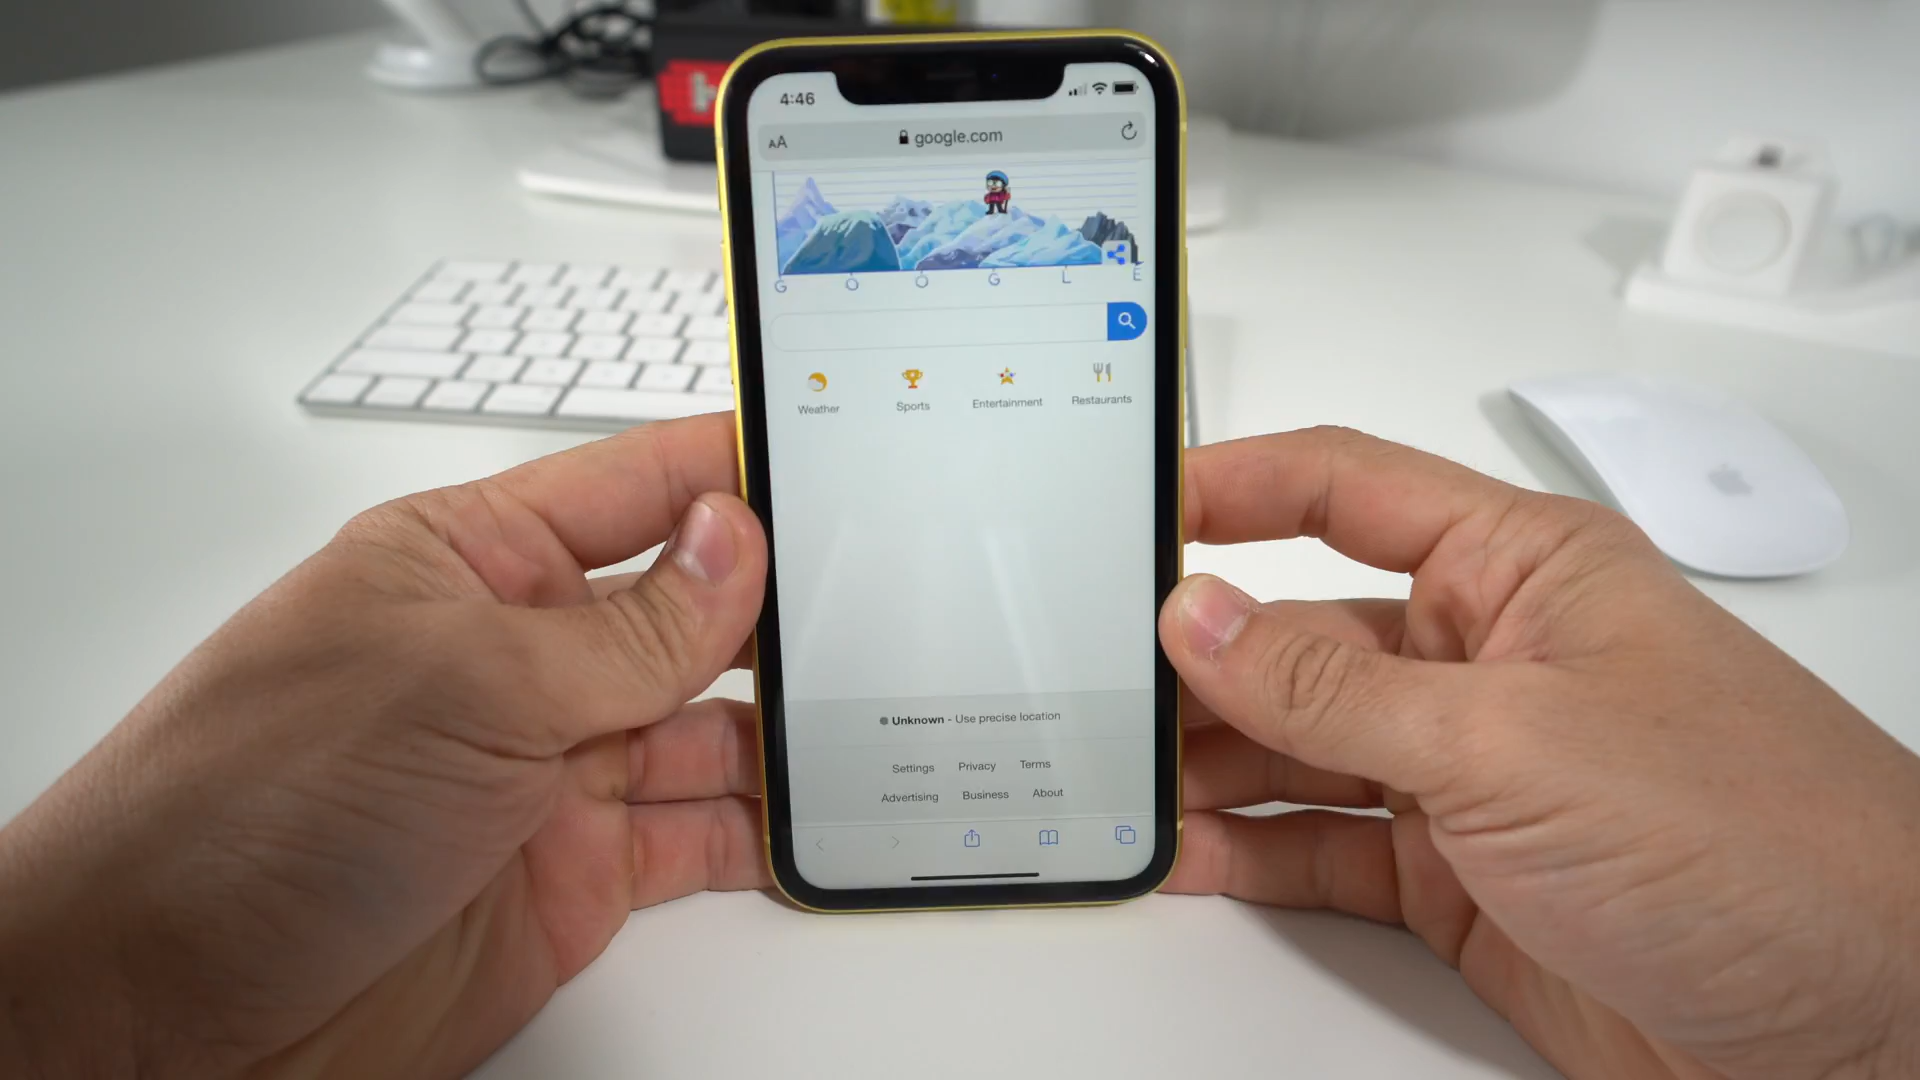 4:46
AA
google.com
G O O G L E
Weather Sports Entertainment Restaurants
Unknown - Use precise location
Settings Privacy Terms
Advertising Business About